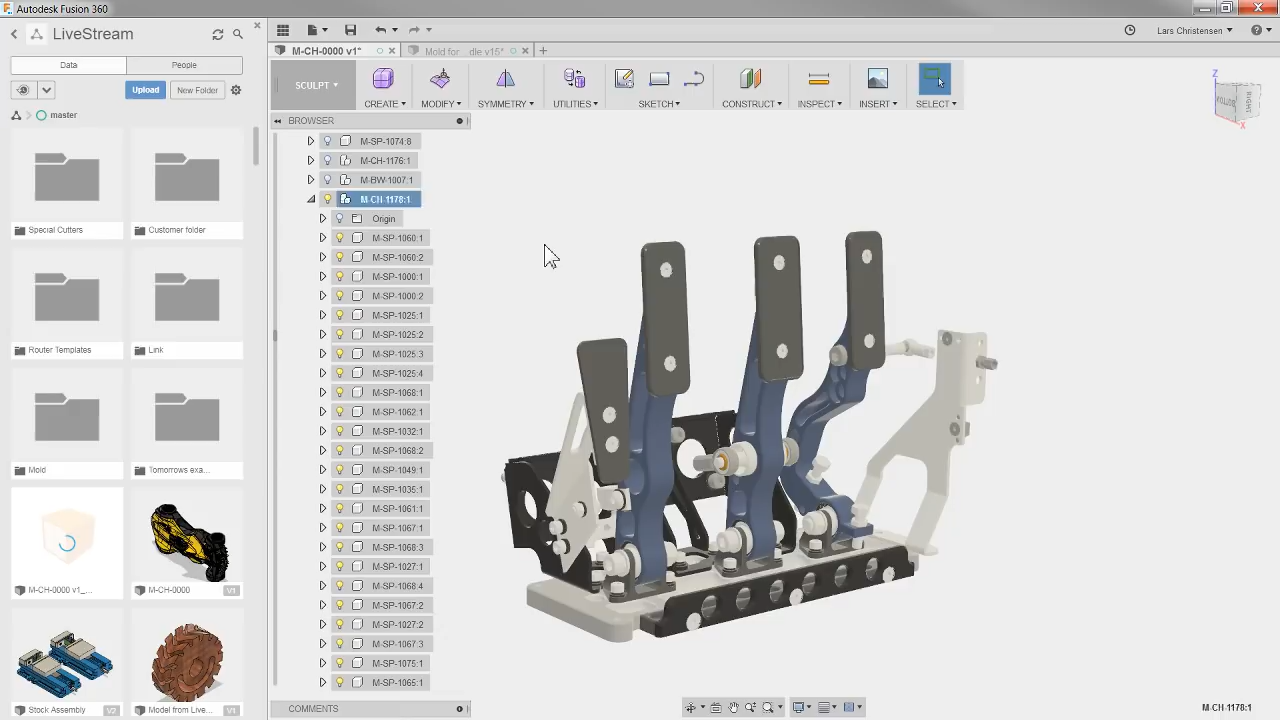 Autodesk Fusion 360
LiveStream
Data
People
Upload
New Folder
master
Special Cutters
Customer folder
Router Templates
Link
Mold
Tomrrows exa...
M-CH-0000 v1_...
M-CH-0000
V1
Stock Assembly
V2
Model from Live...
V1
Lars Christensen
M-CH-0000 v1*
Mold for ...dle v15*
SCULPT
CREATE
MODIFY
SYMMETRY
UTILITIES
SKETCH
CONSTRUCT
INSPECT
INSERT
SELECT
BROWSER
M-SP-1074:8
M-CH-1176:1
M-BW-1007:1
M-CH-1178:1
Origin
M-SP-1060:1
M-SP-1060:2
M-SP-1000:1
M-SP-1000:2
M-SP-1025:1
M-SP-1025:2
M-SP-1025:3
M-SP-1025:4
M-SP-1068:1
M-SP-1062:1
M-SP-1032:1
M-SP-1068:2
M-SP-1049:1
M-SP-1035:1
M-SP-1061:1
M-SP-1067:1
M-SP-1068:3
M-SP-1027:1
M-SP-1068:4
M-SP-1067:2
M-SP-1027:2
M-SP-1067:3
M-SP-1075:1
M-SP-1065:1
Z
X
COMMENTS
M-CH-1178:1